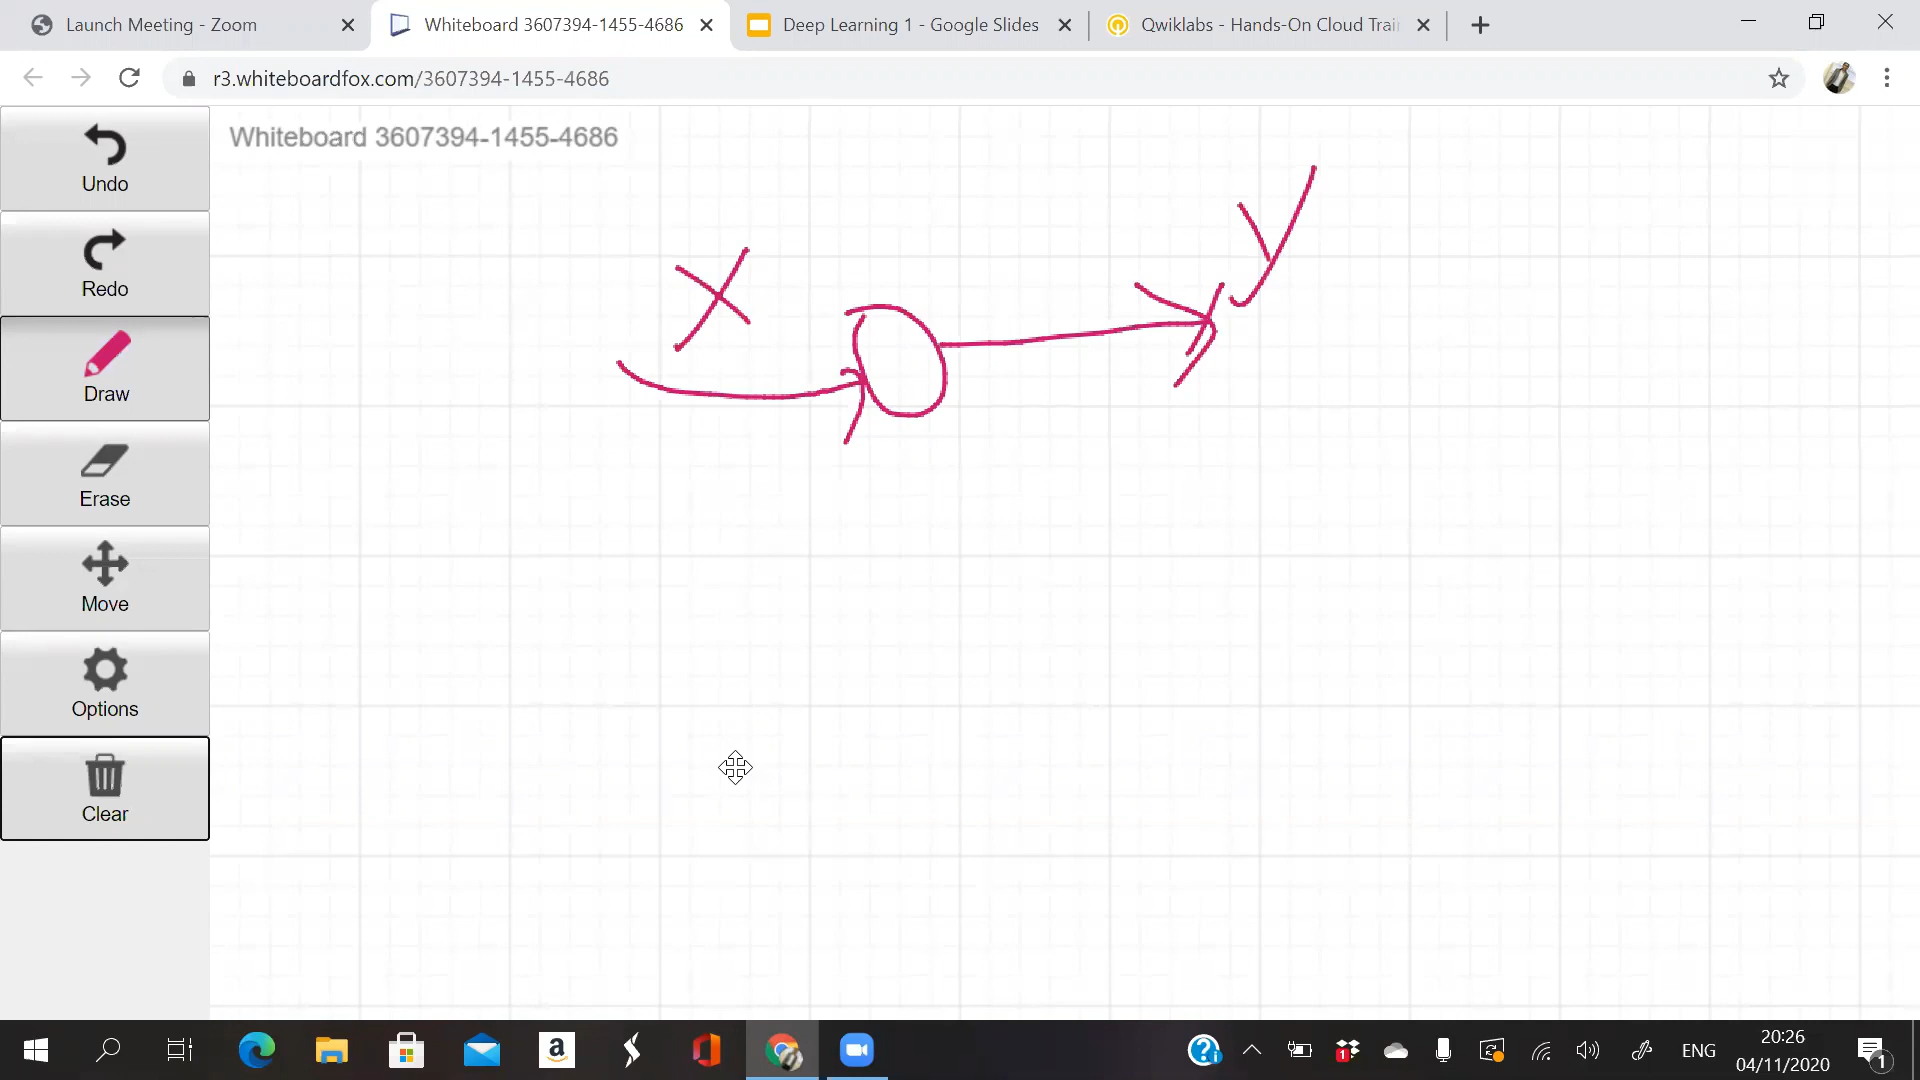 Launch Meeting - Zoom
Whiteboard 3607394-1455-4686
Deep Learning 1 - Google Slides
Qwiklabs - Hands-On Cloud Trai
r3.whiteboardfox.com/3607394-1455-4686
Undo
Redo
Draw
Erase
Move
Options
Clear
Whiteboard 3607394-1455-4686
X
y
a
1
ENG
20:26
04/11/2020
1